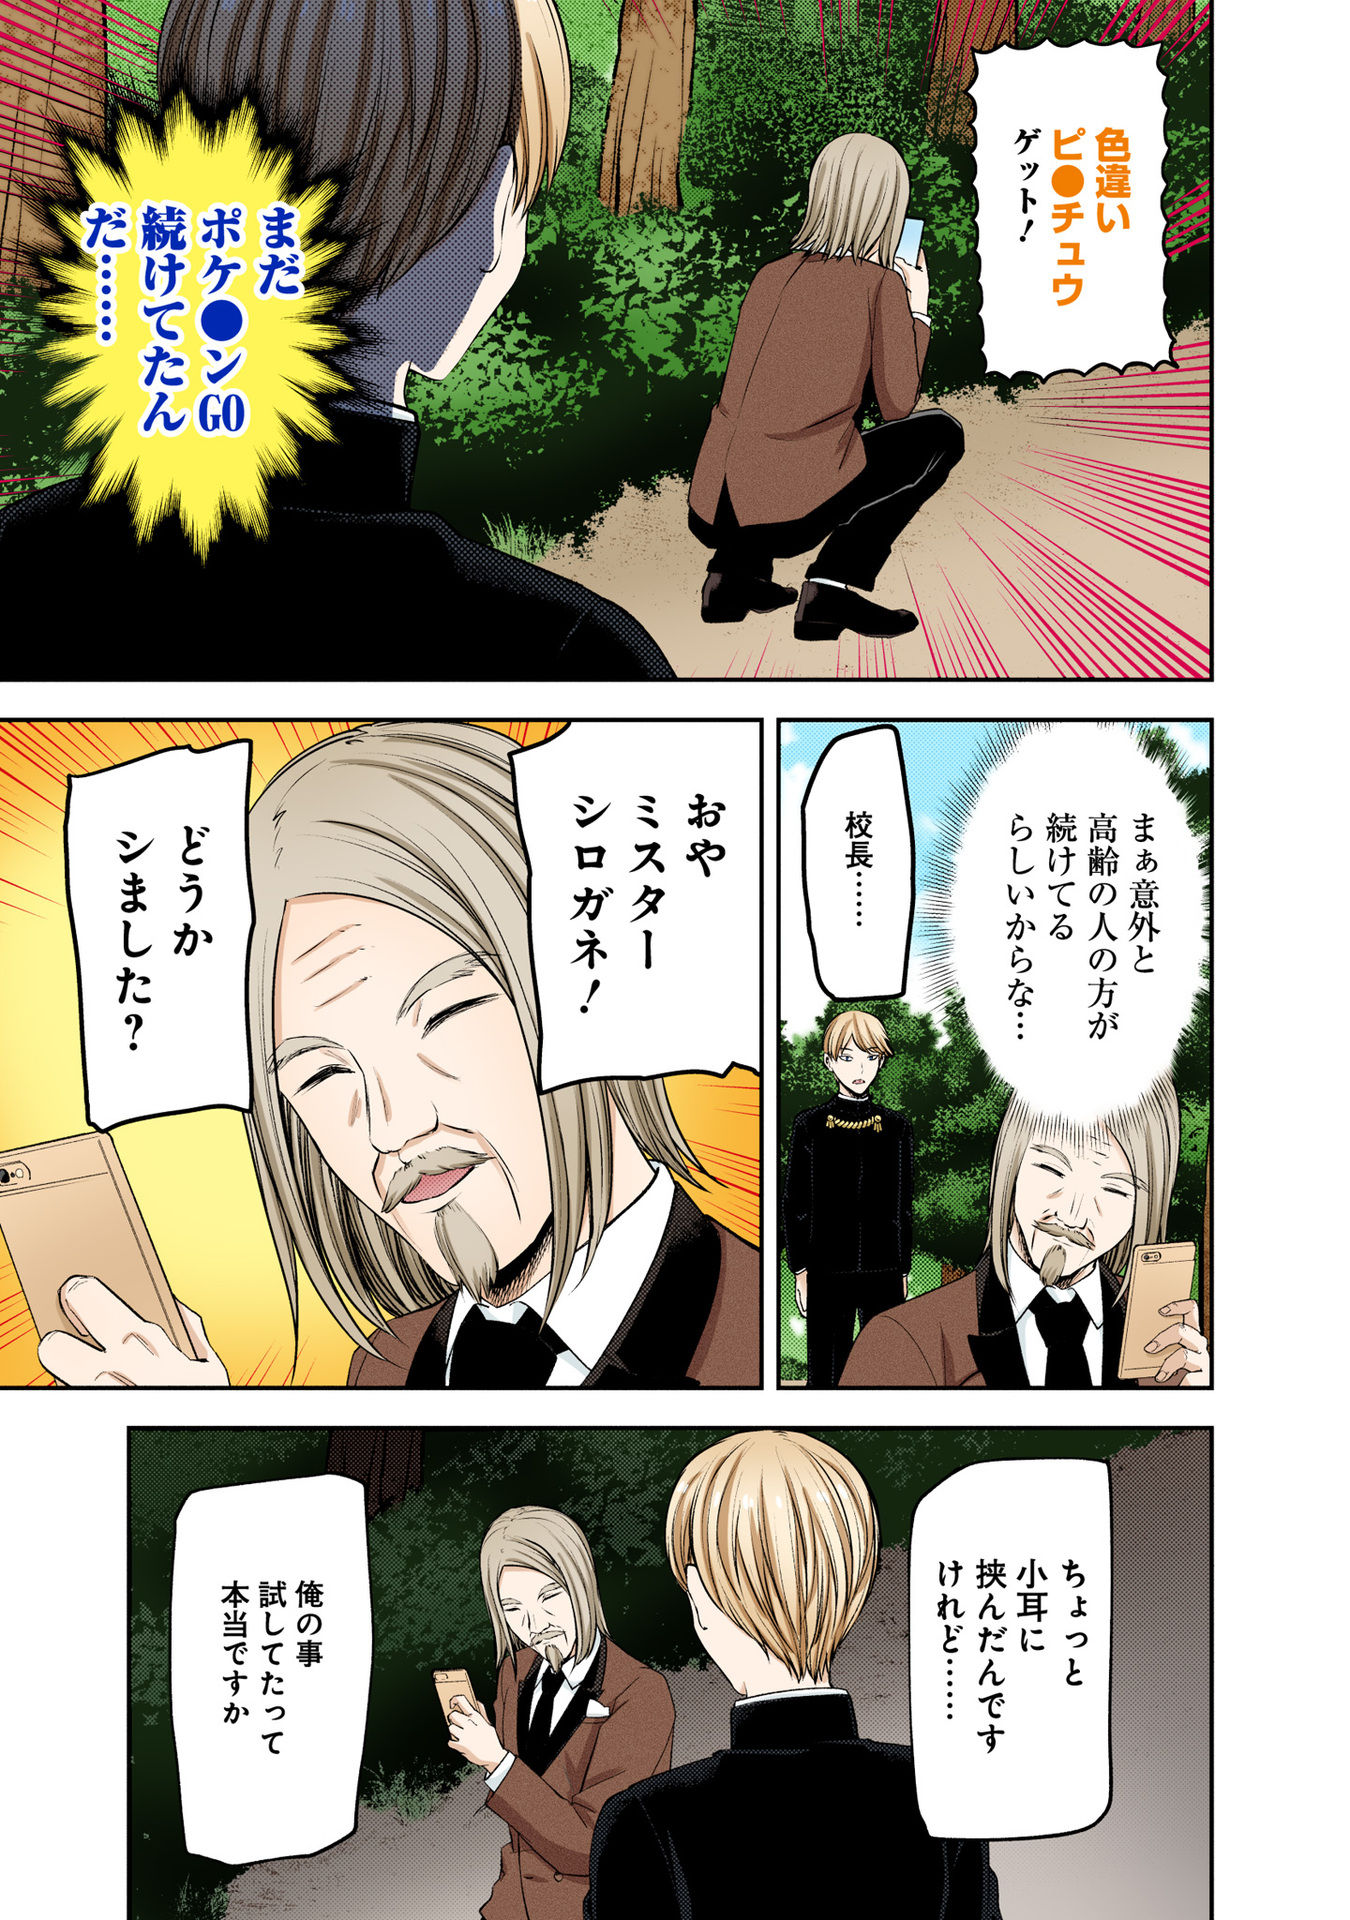 色違い
ピ●チュウ
ゲット！
まだ
ポケ●ンGO
続けてたん
だ……
まぁ意外と
高齢の人の方が
続けてる
らしいからな…
校長……
おや
ミスター
シロガネ！
どうか
シました？
ちょっと
小耳に
挟んだんです
けれど……
俺の事
試してたって
本当ですか